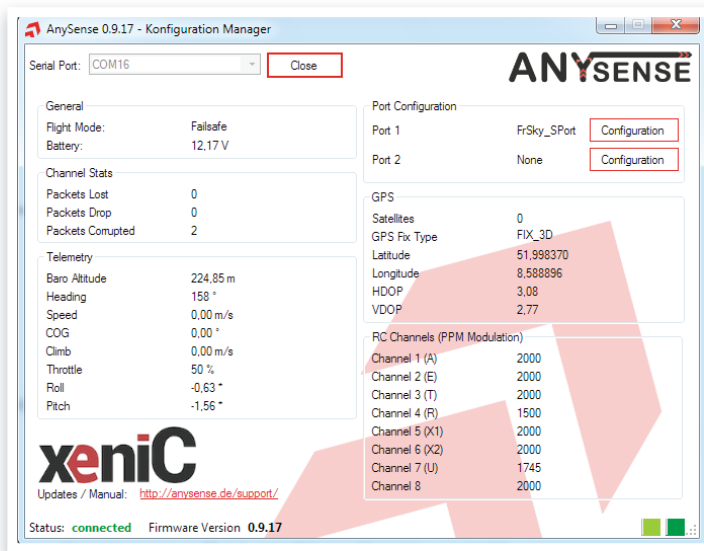 AnySense 0.9.17 - Konfiguration Manager
Serial Port: COM16 Close
ANYSENSE
General
Flight Mode: Failsafe
Battery: 12,17 V
Channel Stats
Packets Lost 0
Packets Drop 0
Packets Corrupted 2
Telemetry
Baro Altitude 224,85 m
Heading 158 °
Speed 0,00 m/s
COG 0,00 °
Climb 0,00 m/s
Throttle 50 %
Roll -0,63 °
Pitch -1,56 °
xeniC
Updates / Manual: http://anysense.de/support/
Port Configuration
Port 1 FrSky_SPort Configuration
Port 2 None Configuration
GPS
Satellites 0
GPS Fix Type FIX_3D
Latitude 51,998370
Longitude 8,588896
HDOP 3,08
VDOP 2,77
RC Channels (PPM Modulation)
Channel 1 (A) 2000
Channel 2 (E) 2000
Channel 3 (T) 2000
Channel 4 (R) 1500
Channel 5 (X1) 2000
Channel 6 (X2) 2000
Channel 7 (U) 1745
Channel 8 2000
Status: connected Firmware Version 0.9.17